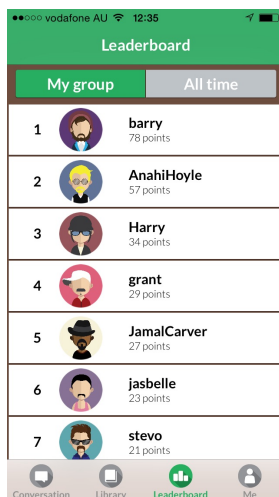 vodafone AU 12:35
Leaderboard
My group All time
1 barry
78 points
2 AnahiHoyle
57 points
3 Harry
34 points
4 grant
29 points
5 JamalCarver
27 points
6 jasbelle
23 points
7 stevo
21 points
Conversation Library Leaderboard Me